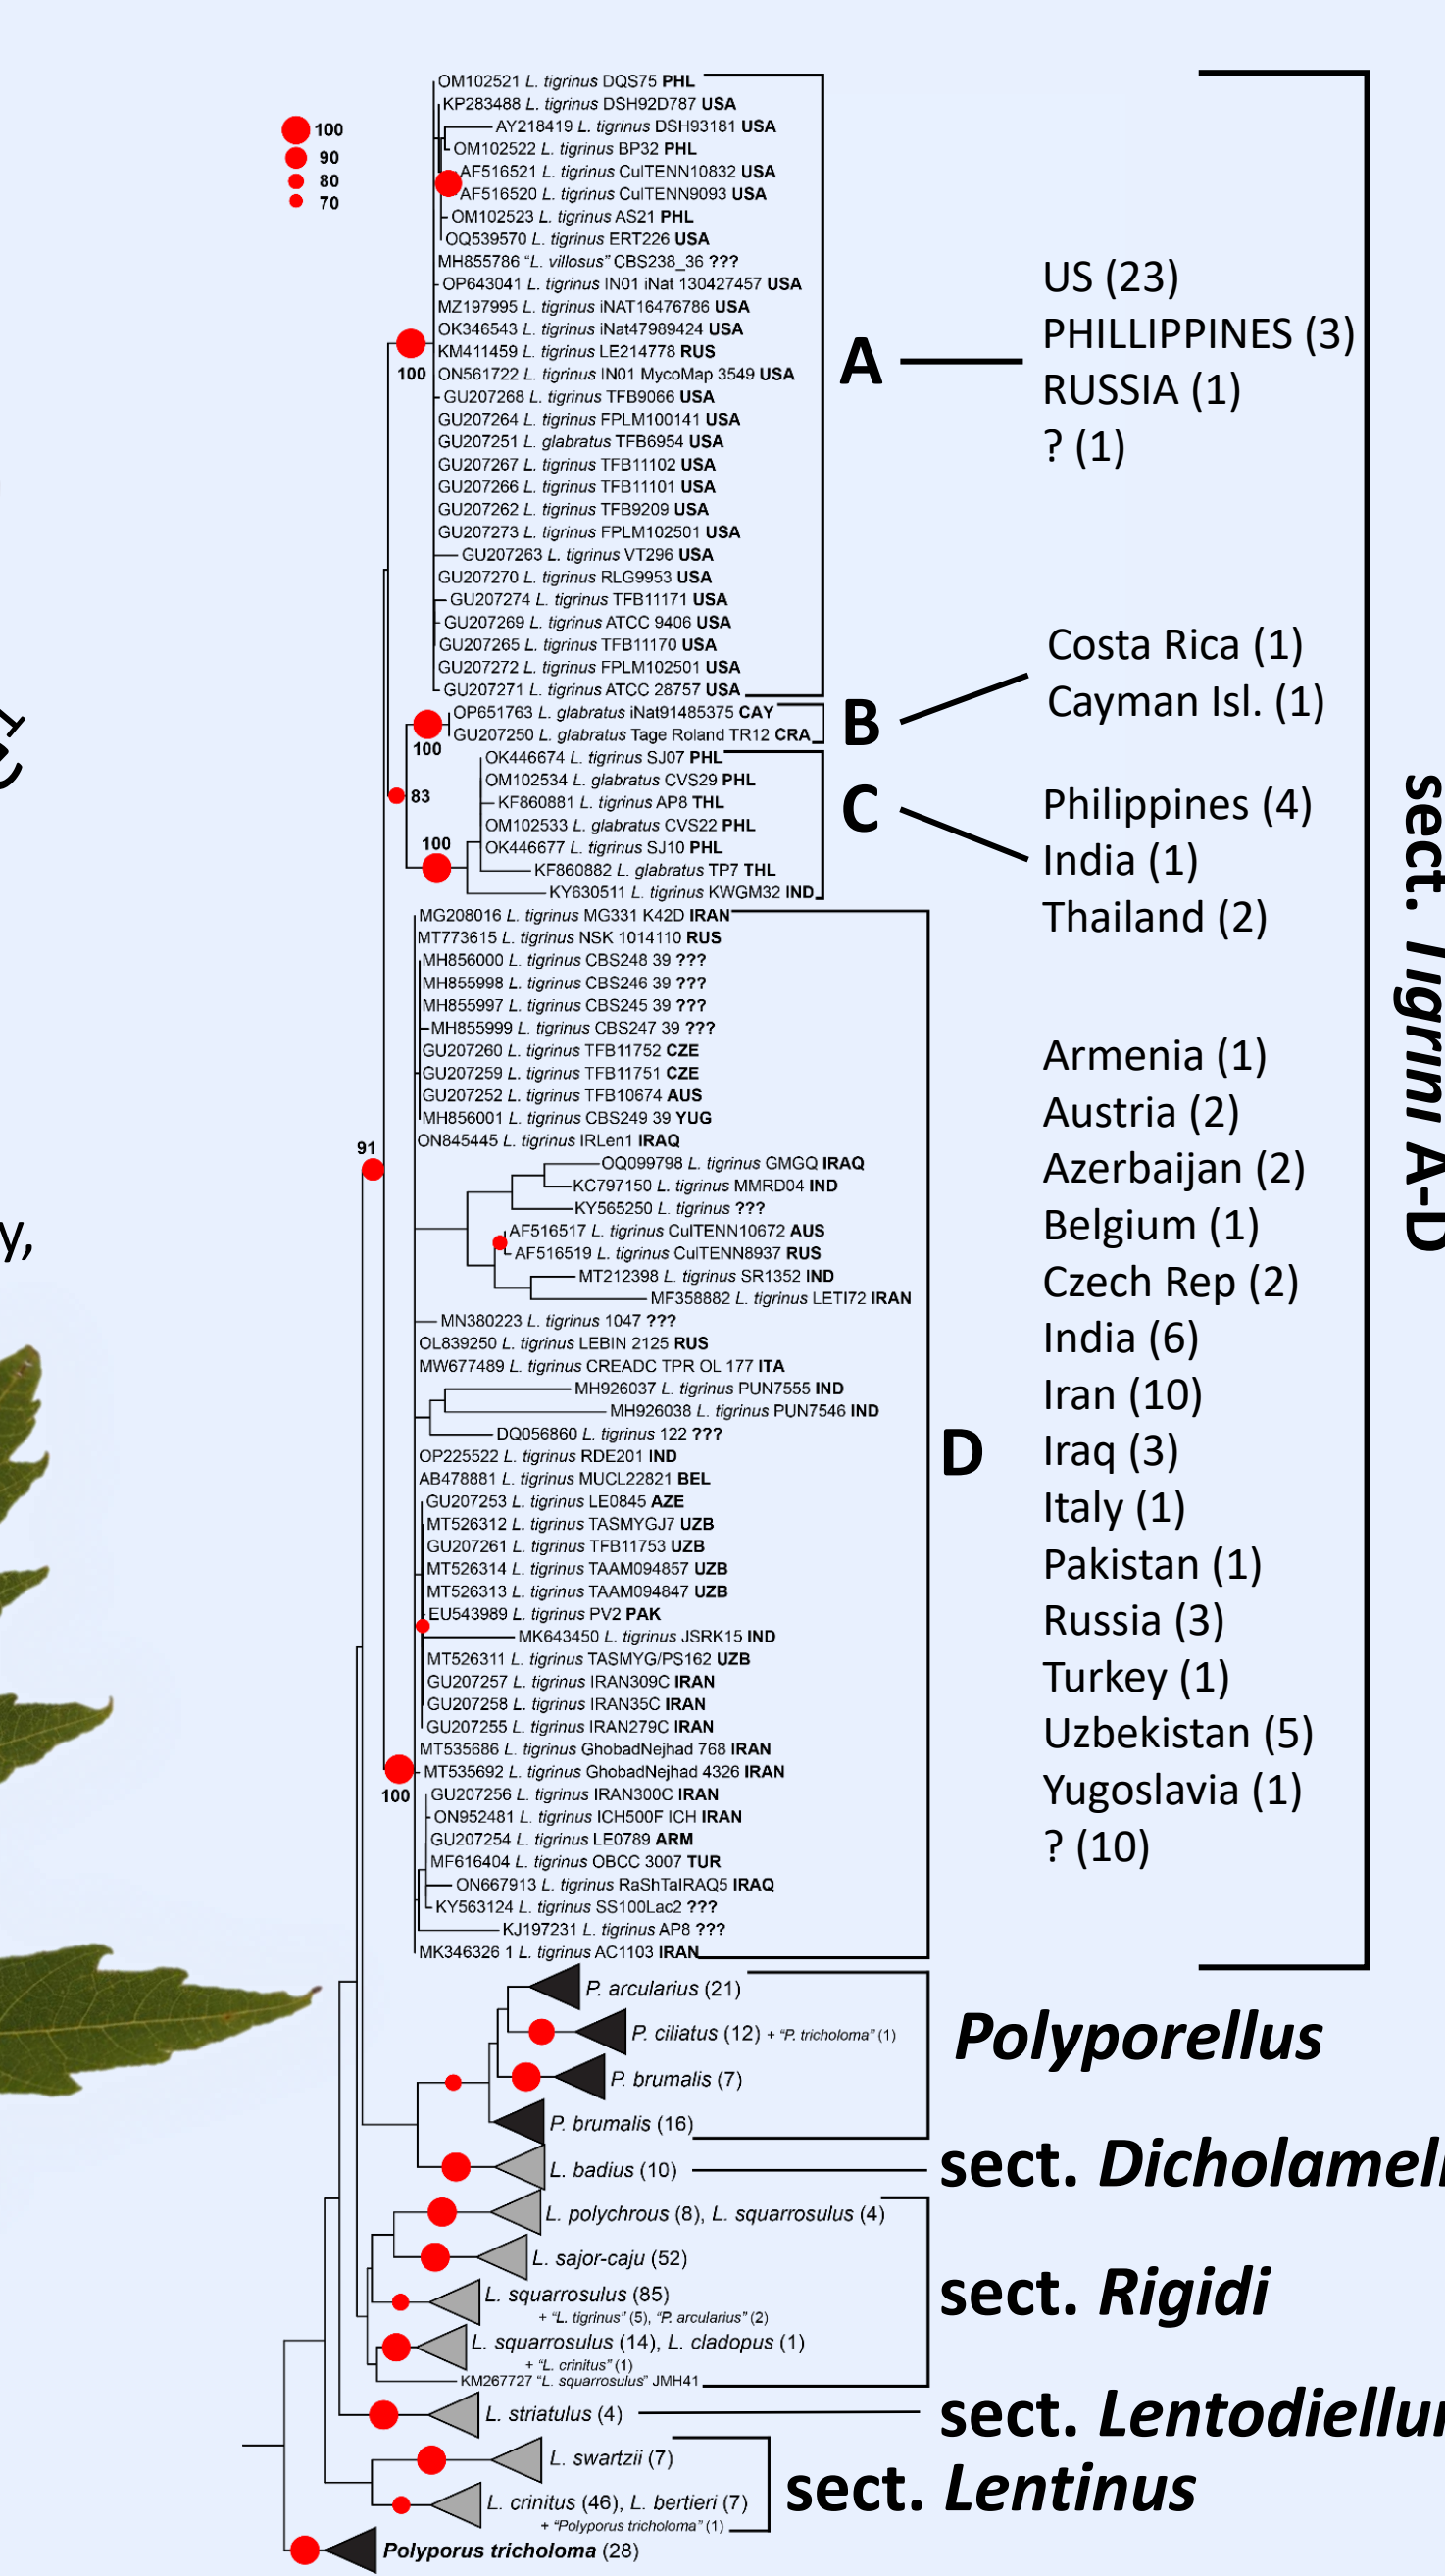 100
90
80
70
OM102521 L. tigrinus DQS75 PHL
KP283488 L. tigrinus DSH92D787 USA
AY218419 L. tigrinus DSH93181 USA
OM102522 L. tigrinus BP32 PHL
AF516521 L. tigrinus CulTENN10832 USA
AF516520 L. tigrinus CulTENN9093 USA
OM102523 L. tigrinus AS21 PHL
OQ539570 L. tigrinus ERT226 USA
MH855786 “L. villosus” CBS238_36 ???
OP643041 L. tigrinus IN01 iNat 130427457 USA
MZ197995 L. tigrinus iNAT16476786 USA
OK346543 L. tigrinus iNat47989424 USA
KM411459 L. tigrinus LE214778 RUS
ON561722 L. tigrinus IN01 MycoMap 3549 USA
GU207268 L. tigrinus TFB9066 USA
GU207264 L. tigrinus FPLM100141 USA
GU207251 L. glabratus TFB6954 USA
GU207267 L. tigrinus TFB11102 USA
GU207266 L. tigrinus TFB11101 USA
GU207262 L. tigrinus TFB9209 USA
GU207273 L. tigrinus FPLM102501 USA
GU207263 L. tigrinus VT296 USA
GU207270 L. tigrinus RLG9953 USA
GU207274 L. tigrinus TFB11171 USA
GU207269 L. tigrinus ATCC 9406 USA
GU207265 L. tigrinus TFB11170 USA
GU207272 L. tigrinus FPLM102501 USA
GU207271 L. tigrinus ATCC 28757 USA
100
A
US (23)
PHILLIPPINES (3)
RUSSIA (1)
? (1)
OP651763 L. glabratus iNat91485375 CAY
GU207250 L. glabratus Tage Roland TR12 CRA
100
B
Costa Rica (1)
Cayman Isl. (1)
83
OK446674 L. tigrinus SJ07 PHL
OM102534 L. glabratus CVS29 PHL
KF860881 L. tigrinus AP8 THL
OM102533 L. glabratus CVS22 PHL
OK446677 L. tigrinus SJ10 PHL
KF860882 L. glabratus TP7 THL
KY630511 L. tigrinus KWGM32 IND
100
C
Philippines (4)
India (1)
Thailand (2)
MG208016 L. tigrinus MG331 K42D IRAN
MT773615 L. tigrinus NSK 1014110 RUS
MH856000 L. tigrinus CBS248 39 ???
MH855998 L. tigrinus CBS246 39 ???
MH855997 L. tigrinus CBS245 39 ???
MH855999 L. tigrinus CBS247 39 ???
GU207260 L. tigrinus TFB11752 CZE
GU207259 L. tigrinus TFB11751 CZE
GU207252 L. tigrinus TFB10674 AUS
MH856001 L. tigrinus CBS249 39 YUG
ON845445 L. tigrinus IRLen1 IRAQ
OQ099798 L. tigrinus GMGQ IRAQ
KC797150 L. tigrinus MMRD04 IND
KY565250 L. tigrinus ???
AF516517 L. tigrinus CulTENN10672 AUS
AF516519 L. tigrinus CulTENN8937 RUS
MT212398 L. tigrinus SR1352 IND
MF358882 L. tigrinus LETI72 IRAN
MN380223 L. tigrinus 1047 ???
OL839250 L. tigrinus LEBIN 2125 RUS
MW677489 L. tigrinus CREADC TPR OL 177 ITA
MH926037 L. tigrinus PUN7555 IND
MH926038 L. tigrinus PUN7546 IND
DQ056860 L. tigrinus 122 ???
OP225522 L. tigrinus RDE201 IND
AB478881 L. tigrinus MUCL22821 BEL
GU207253 L. tigrinus LE0845 AZE
MT526312 L. tigrinus TASMYGJ7 UZB
GU207261 L. tigrinus TFB11753 UZB
MT526314 L. tigrinus TAAM094857 UZB
MT526313 L. tigrinus TAAM094847 UZB
EU543989 L. tigrinus PV2 PAK
MK643450 L. tigrinus JSRK15 IND
MT526311 L. tigrinus TASMYG/PS162 UZB
GU207257 L. tigrinus IRAN309C IRAN
GU207258 L. tigrinus IRAN35C IRAN
GU207255 L. tigrinus IRAN279C IRAN
MT535686 L. tigrinus GhobadNejhad 768 IRAN
MT535692 L. tigrinus GhobadNejhad 4326 IRAN
GU207256 L. tigrinus IRAN300C IRAN
ON952481 L. tigrinus ICH500F ICH IRAN
GU207254 L. tigrinus LE0789 ARM
MF616404 L. tigrinus OBCC 3007 TUR
ON667913 L. tigrinus RaShTaIRAQ5 IRAQ
KY563124 L. tigrinus SS100Lac2 ???
KJ197231 L. tigrinus AP8 ???
MK346326 1 L. tigrinus AC1103 IRAN
91
100
D
Armenia (1)
Austria (2)
Azerbaijan (2)
Belgium (1)
Czech Rep (2)
India (6)
Iran (10)
Iraq (3)
Italy (1)
Pakistan (1)
Russia (3)
Turkey (1)
Uzbekistan (5)
Yugoslavia (1)
? (10)
sect. Tigrini A-D
y,
P. arcularius (21)
P. ciliatus (12) + “P. tricholoma” (1)
P. brumalis (7)
P. brumalis (16)
Polyporellus
L. badius (10)
sect. Dicholamell
L. polychrous (8), L. squarrosulus (4)
L. sajor-caju (52)
L. squarrosulus (85)
+ “L. tigrinus” (5), “P. arcularius” (2)
L. squarrosulus (14), L. cladopus (1)
+ “L. crinitus” (1)
KM267727 “L. squarrosulus” JMH41
sect. Rigidi
L. striatulus (4)
sect. Lentodiellu
L. swartzii (7)
L. crinitus (46), L. bertieri (7)
+ “Polyporus tricholoma” (1)
sect. Lentinus
Polyporus tricholoma (28)